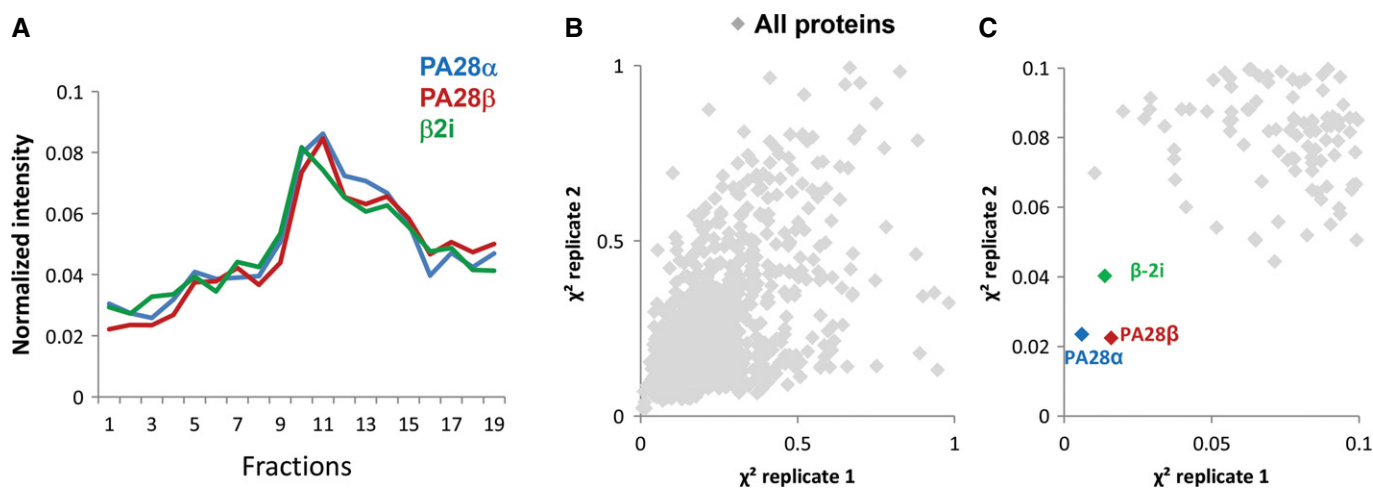 A
PA28α
PA28β
β2i
Normalized intensity
0.1
0.08
0.06
0.04
0.02
0
1 3 5 7 9 11 13 15 17 19
Fractions
B
All proteins
χ² replicate 2
1
0.5
0
0 0.5 1
χ² replicate 1
C
χ² replicate 2
0.1
0.08
0.06
0.04
0.02
0
β-2i
PA28β
PA28α
0 0.05 0.1
χ² replicate 1